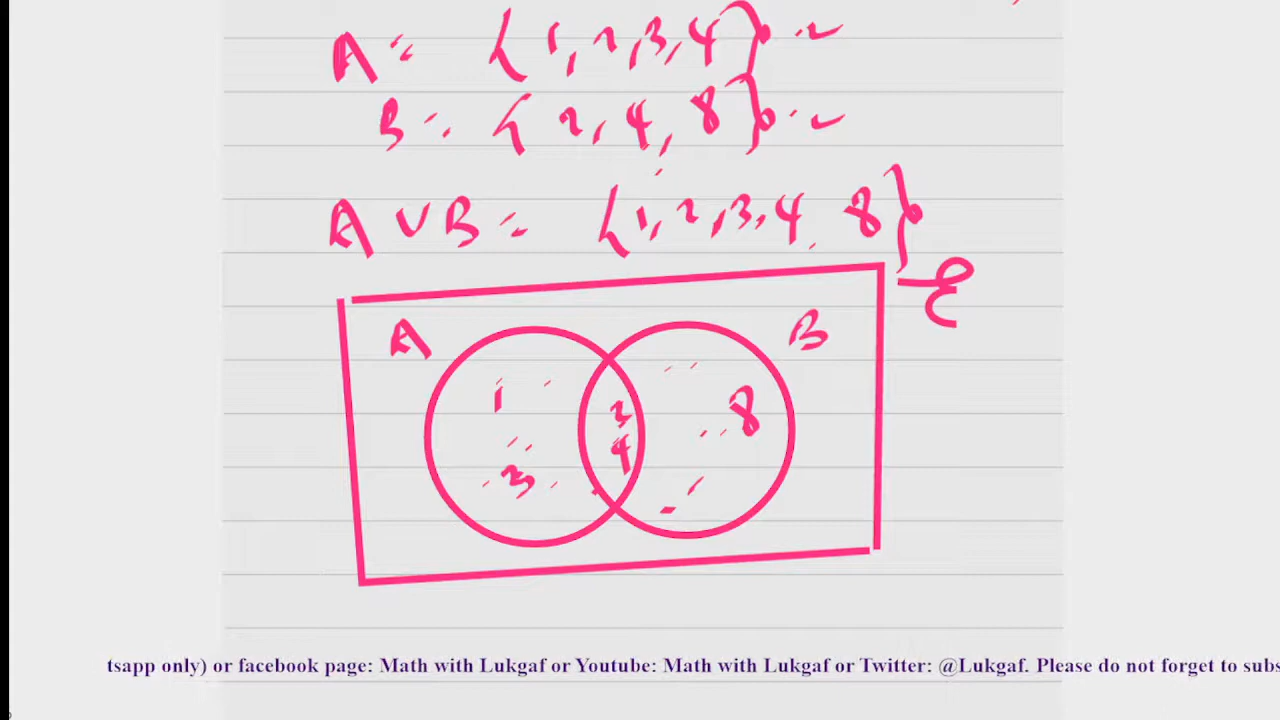 A = {1, 2, 3, 4}
B = {2, 4, 8}
A ∪ B = {1, 2, 3, 4, 8}
ℰ
A B
1 2 8
3 4
tsapp only) or facebook page: Math with Lukgaf or Youtube: Math with Lukgaf or Twitter: @Lukgaf. Please do not forget to subs